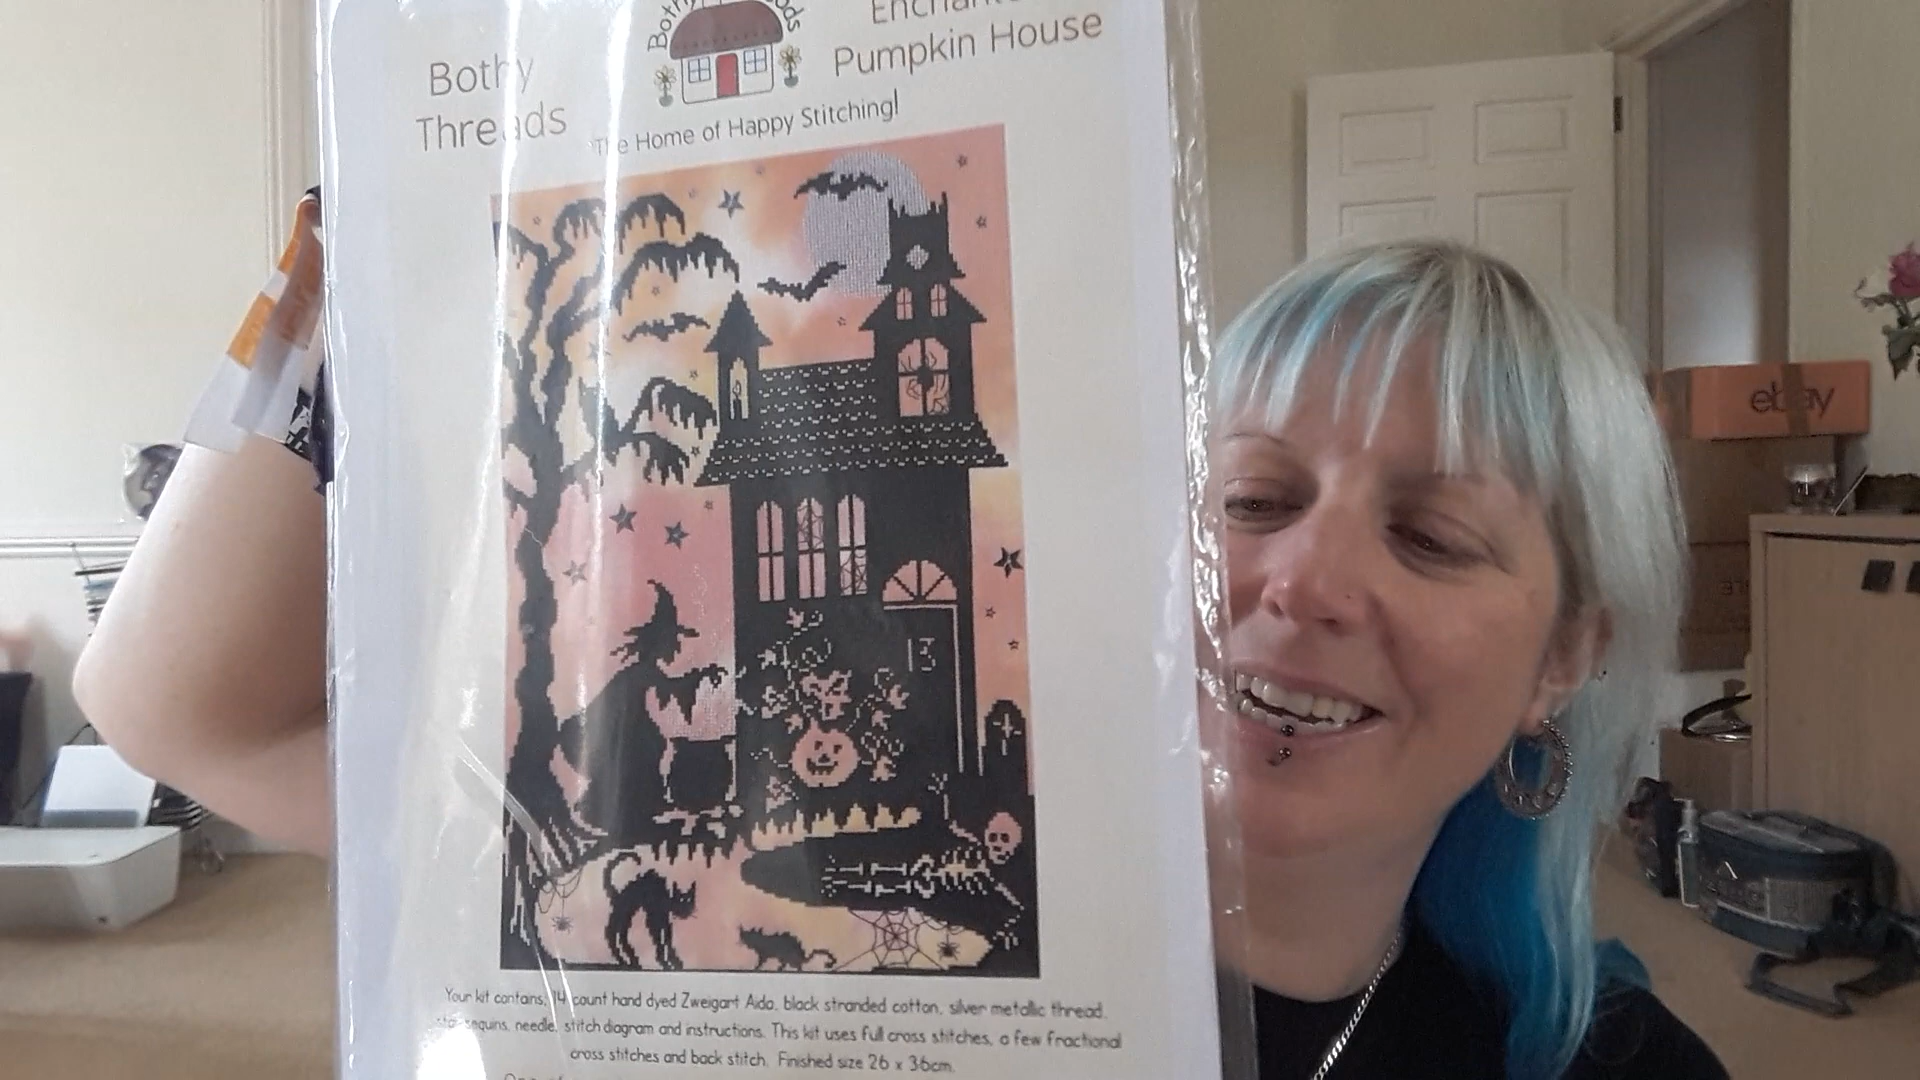 Bothy Threads
Pumpkin House
Bothy
Threads
The Home of Happy Stitching!
13
Your kit contains; 14 count hand dyed Zweigart Aida, black stranded cotton, silver metallic thread,
sequins, needle, stitch diagram and instructions. This kit uses full cross stitches, a few fractional
cross stitches and back stitch. Finished size 26 x 36cm.
ebay